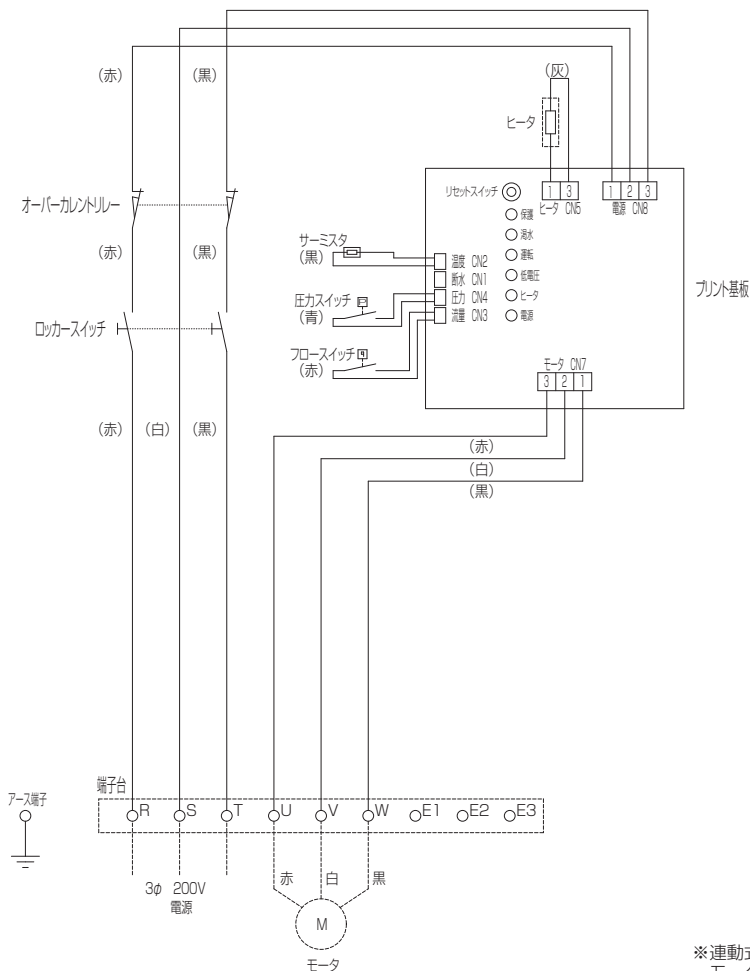 (赤)
(黒)
(灰)
ヒータ
リセットスイッチ
1 3
ヒータ CN5
1 2 3
電源 CN8
オーバーカレントリレー
保護
渇水
運転
低電圧
ヒータ
電源
サーミスタ
(黒)
温度 CN2
断水 CN1
圧力 CN4
流量 CN3
(赤)
(黒)
プリント基板
圧力スイッチ
P
(青)
ロッカースイッチ
フロースイッチ
(赤)
モータ CN7
3 2 1
(赤)
(白)
(黒)
(赤)
(白)
(黒)
端子台
アース端子
R S T U V W E1 E2 E3
3φ 200V
電源
赤
白
黒
M
モータ
※連動式